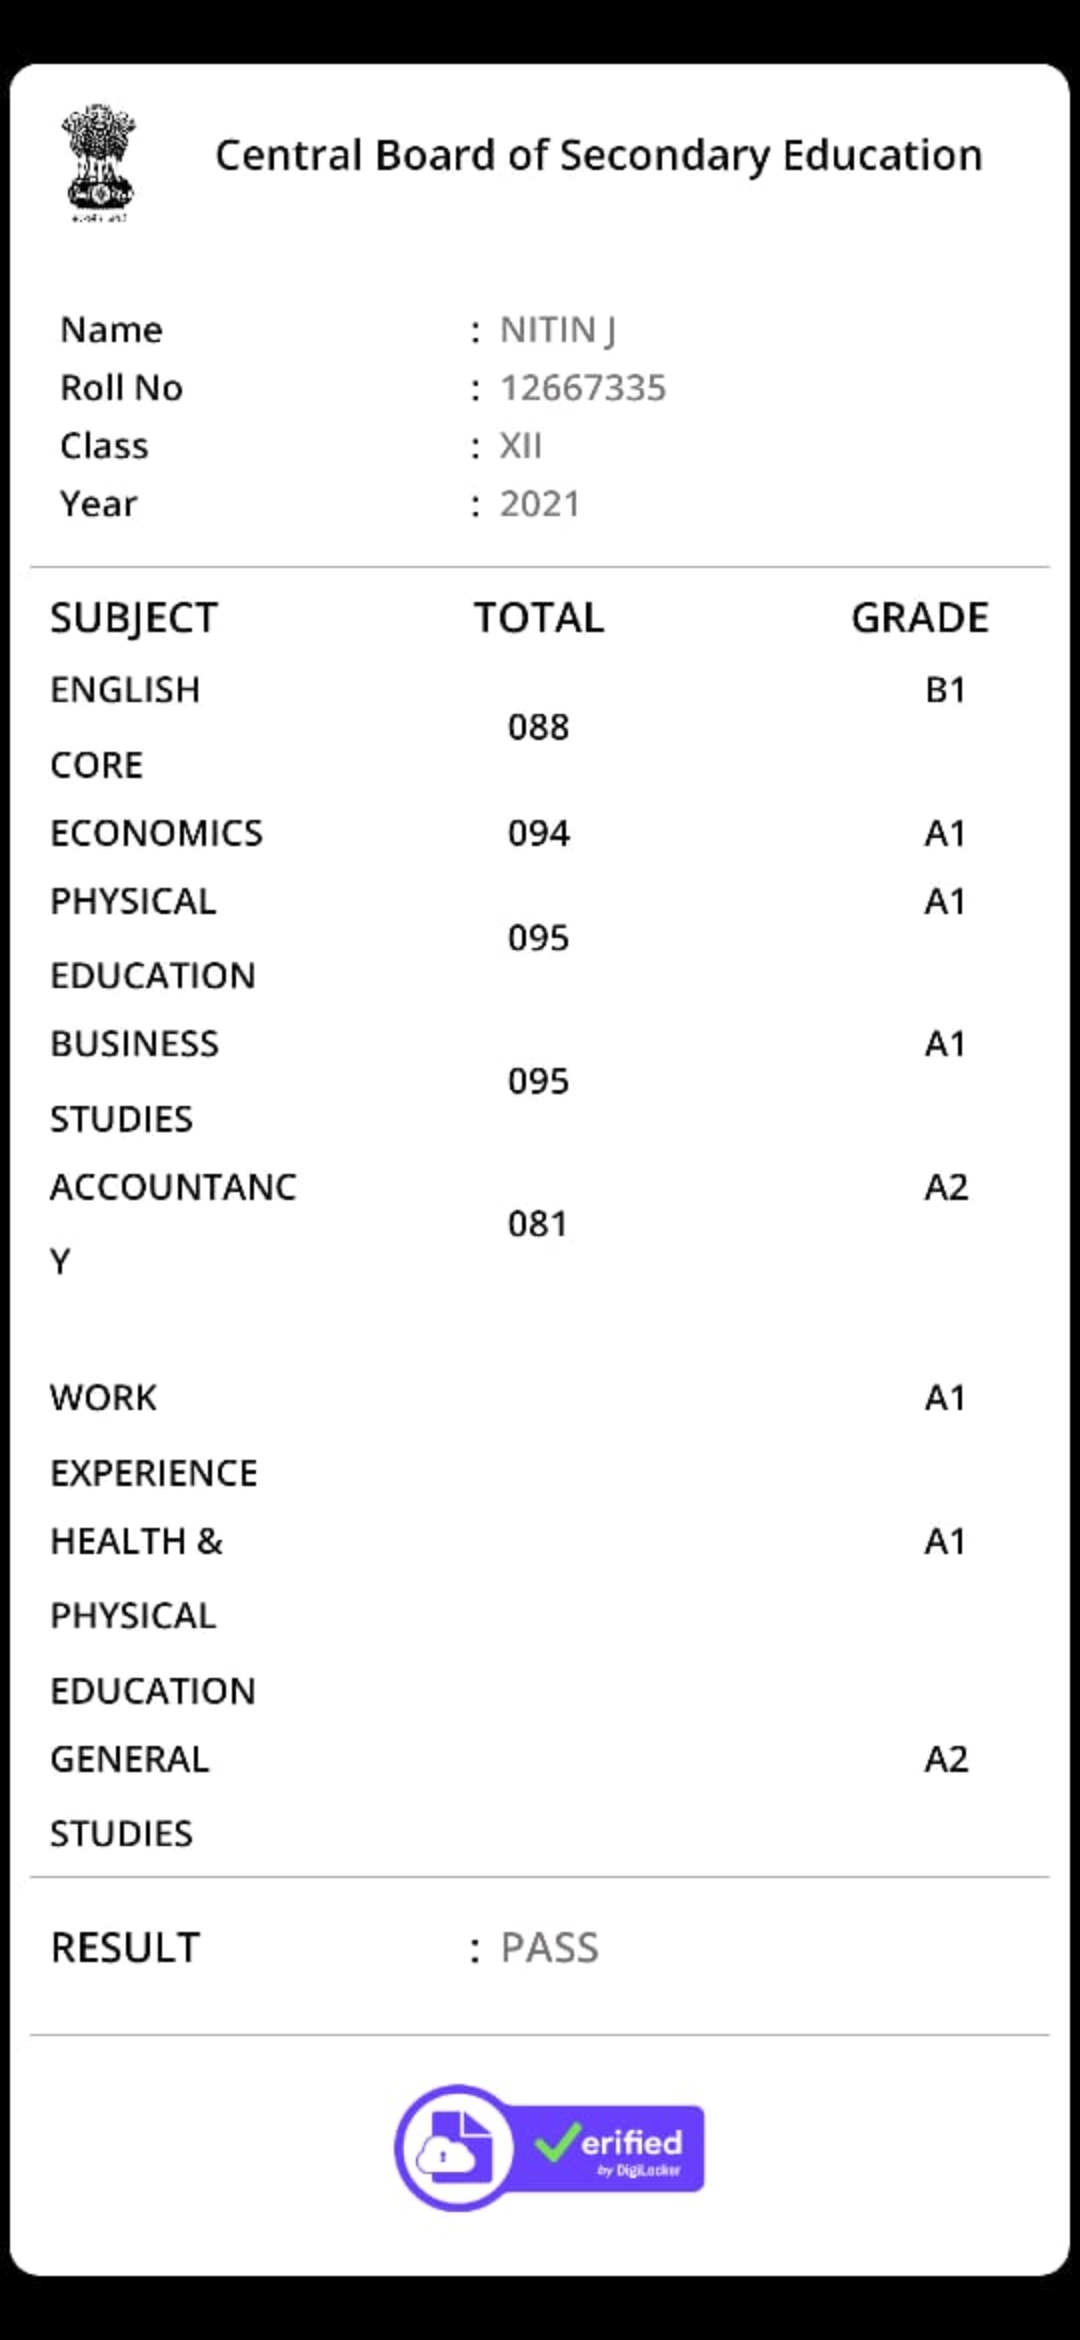 Central Board of Secondary Education
Name : NITIN J
Roll No : 12667335
Class : XII
Year : 2021
SUBJECT TOTAL GRADE
ENGLISH B1
088
CORE
ECONOMICS 094 A1
PHYSICAL A1
095
EDUCATION
BUSINESS A1
095
STUDIES
ACCOUNTANC A2
081
Y
WORK A1
EXPERIENCE
HEALTH & A1
PHYSICAL
EDUCATION
GENERAL A2
STUDIES
RESULT : PASS
erified
by DigiLocker